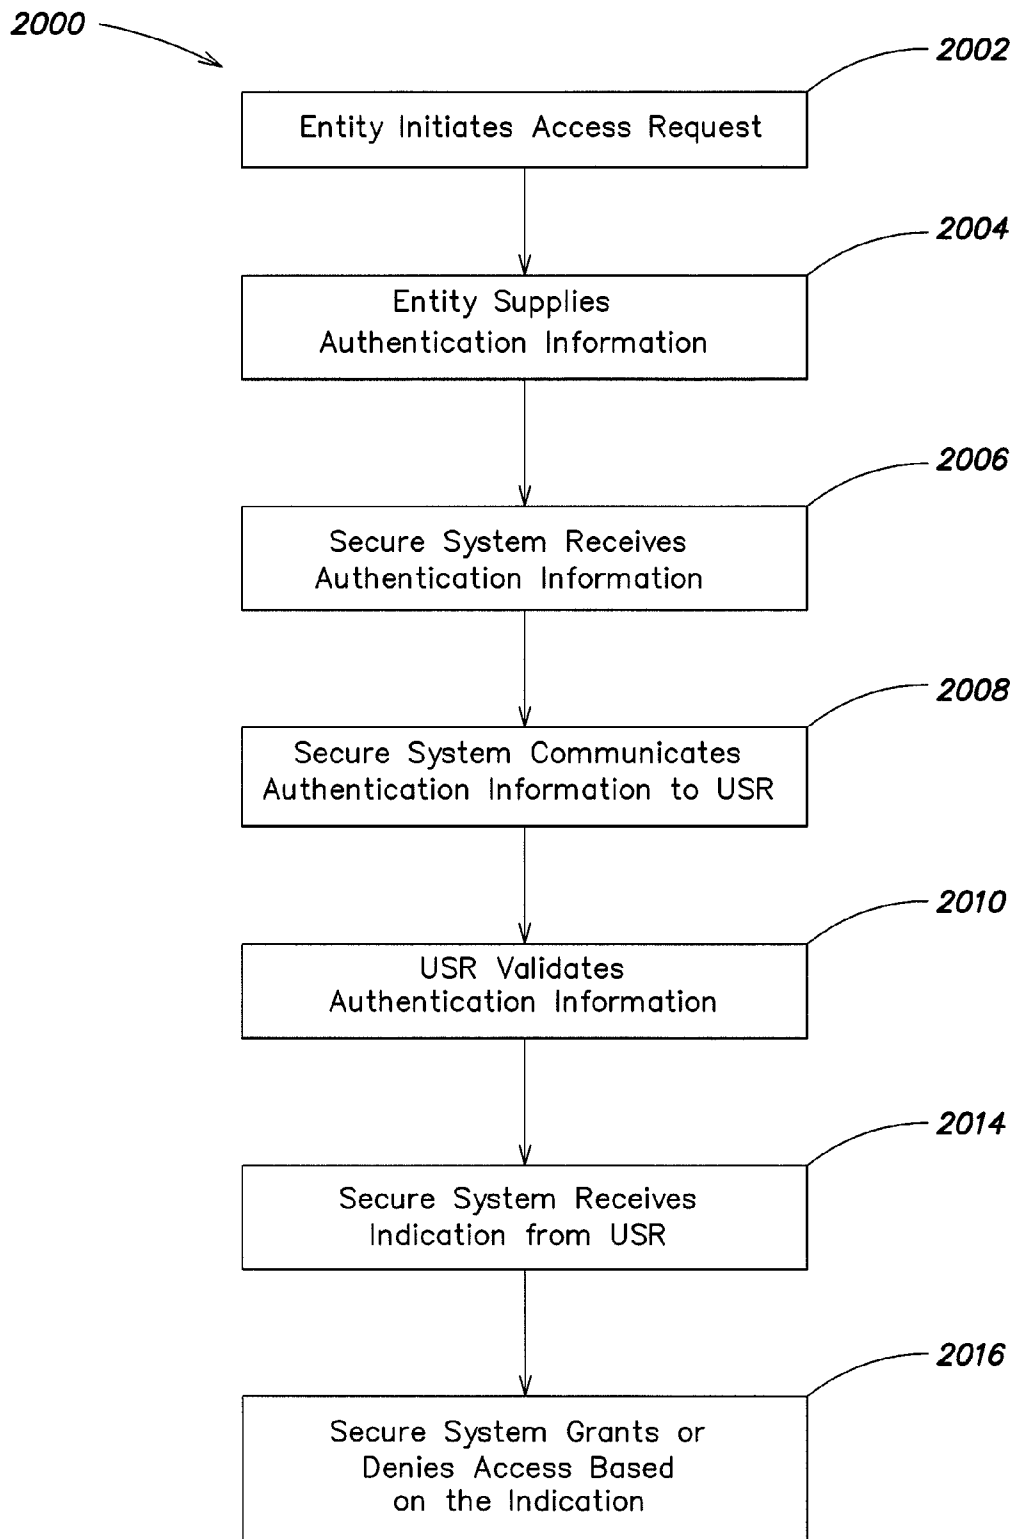 2000
2002
Entity Initiates Access Request
2004
Entity Supplies
Authentication Information
2006
Secure System Receives
Authentication Information
2008
Secure System Communicates
Authentication Information to USR
2010
USR Validates
Authentication Information
2014
Secure System Receives
Indication from USR
2016
Secure System Grants or
Denies Access Based
on the Indication